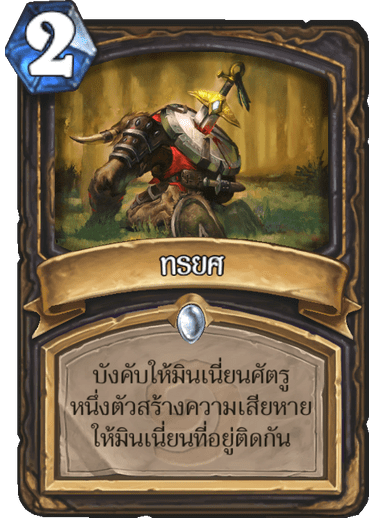 2
ทรยศ
บังคับให้มินเนี่ยนศัตรู
หนึ่งตัวสร้างความเสียหาย
ให้มินเนี่ยนที่อยู่ติดกัน